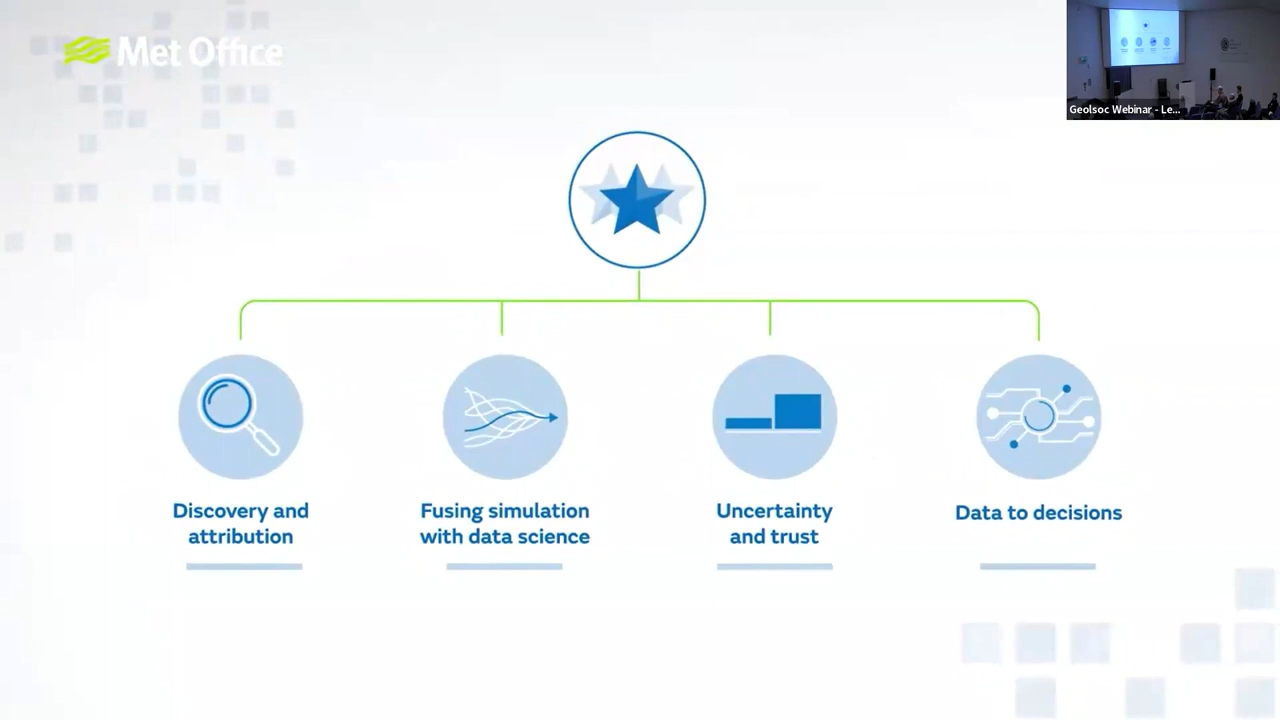 Met Office
Geolsoc Webinar - Le...
Discovery and
attribution
Fusing simulation
with data science
Uncertainty
and trust
Data to decisions